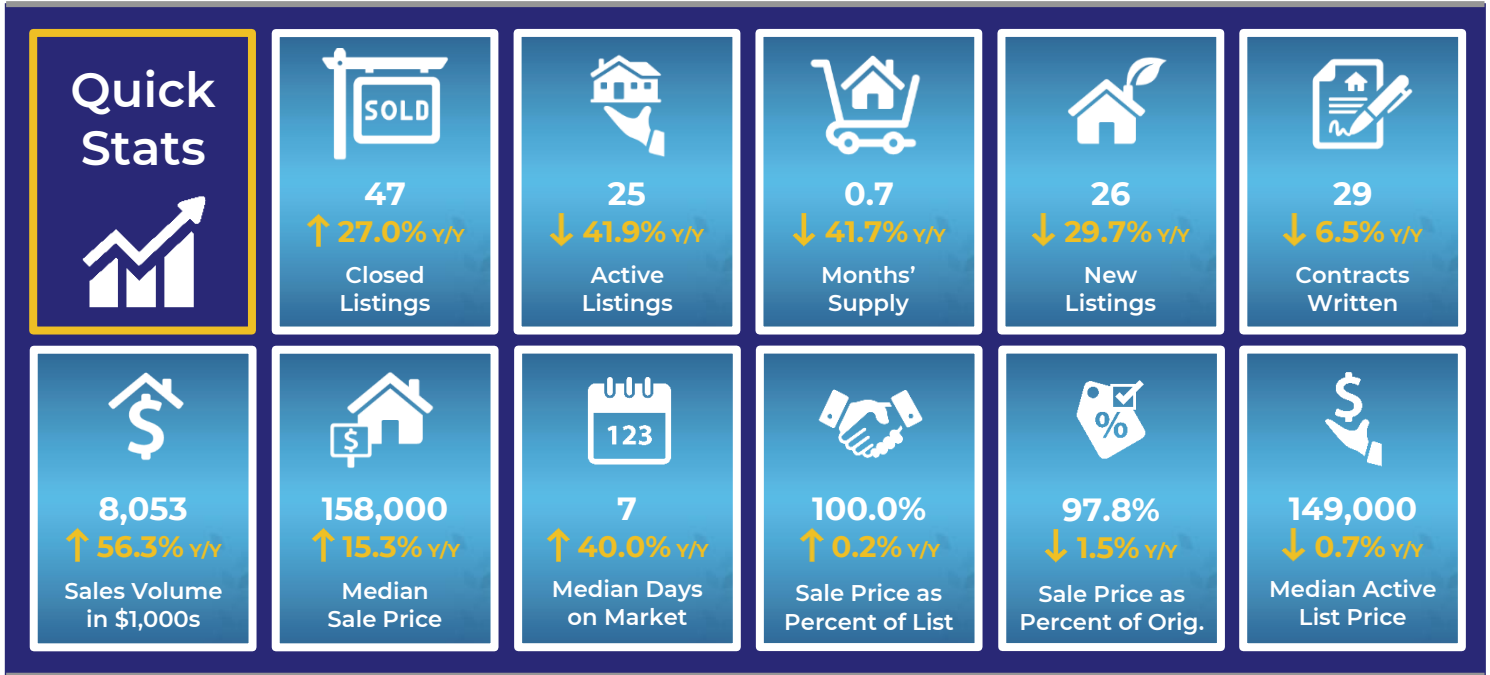 Quick
Stats
SOLD
47
↑ 27.0% Y/Y
Closed
Listings
25
↓ 41.9% Y/Y
Active
Listings
0.7
↓ 41.7% Y/Y
Months’
Supply
26
↓ 29.7% Y/Y
New
Listings
29
↓ 6.5% Y/Y
Contracts
Written
$
8,053
↑ 56.3% Y/Y
Sales Volume
in $1,000s
$
158,000
↑ 15.3% Y/Y
Median
Sale Price
123
7
↑ 40.0% Y/Y
Median Days
on Market
100.0%
↑ 0.2% Y/Y
Sale Price as
Percent of List
%
97.8%
↓ 1.5% Y/Y
Sale Price as
Percent of Orig.
$
149,000
↓ 0.7% Y/Y
Median Active
List Price